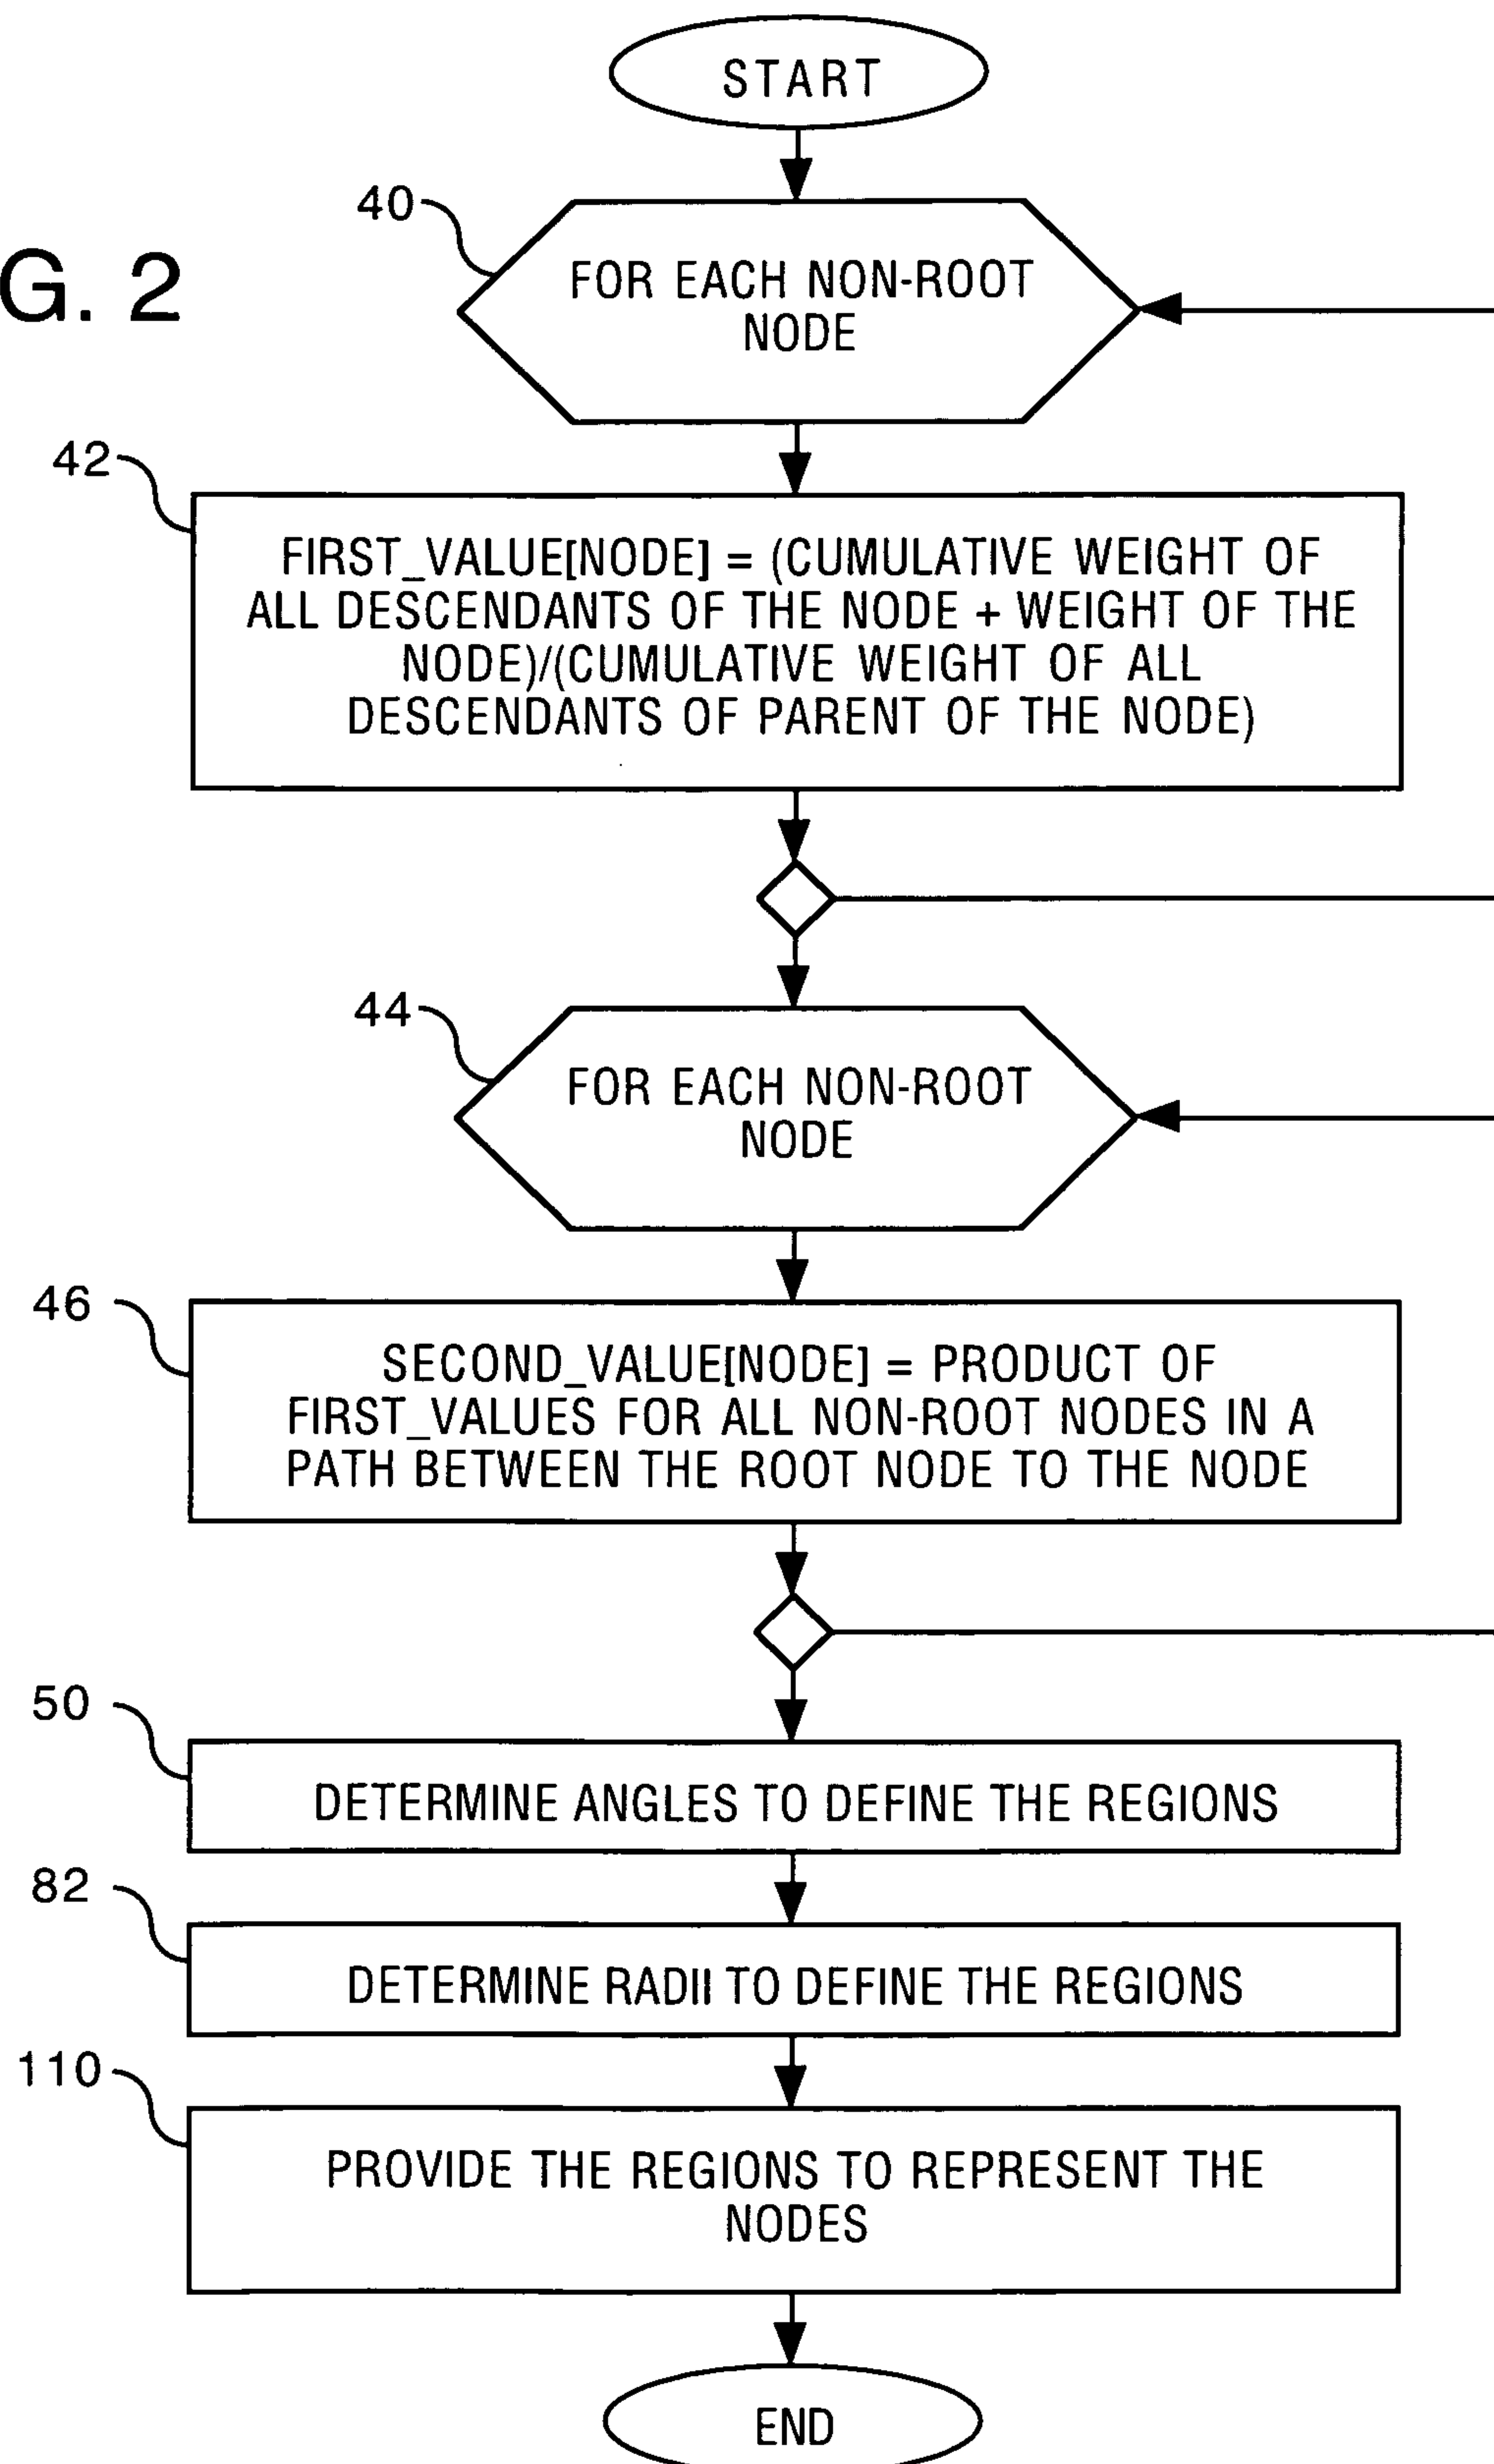 START
40
FOR EACH NON-ROOT
NODE
G. 2
42
FIRST_VALUE[NODE] = (CUMULATIVE WEIGHT OF
ALL DESCENDANTS OF THE NODE + WEIGHT OF THE
NODE)/(CUMULATIVE WEIGHT OF ALL
DESCENDANTS OF PARENT OF THE NODE)
44
FOR EACH NON-ROOT
NODE
46
SECOND_VALUE[NODE] = PRODUCT OF
FIRST_VALUES FOR ALL NON-ROOT NODES IN A
PATH BETWEEN THE ROOT NODE TO THE NODE
50
DETERMINE ANGLES TO DEFINE THE REGIONS
82
DETERMINE RADII TO DEFINE THE REGIONS
110
PROVIDE THE REGIONS TO REPRESENT THE
NODES
END